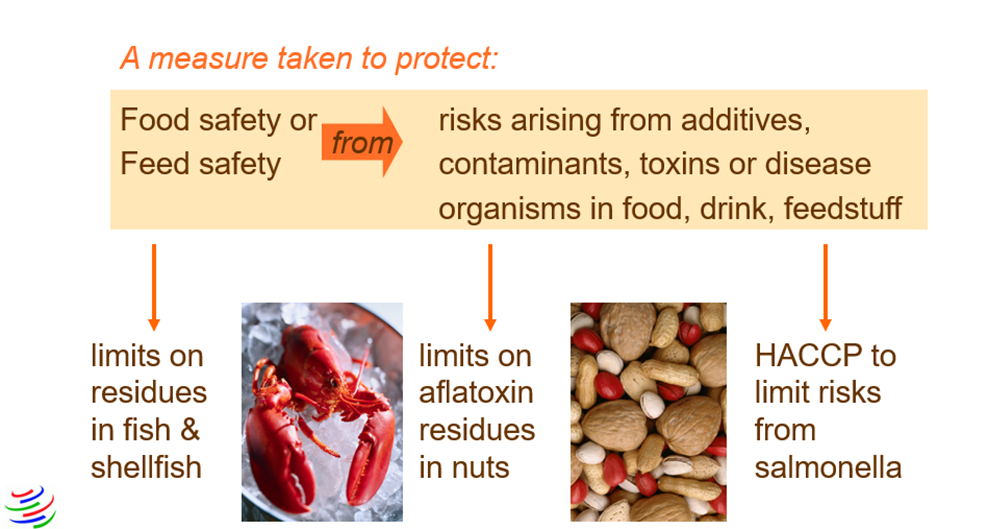 A measure taken to protect:
Food safety or
Feed safety
from
risks arising from additives,
contaminants, toxins or disease
organisms in food, drink, feedstuff
limits on
residues
in fish &
shellfish
limits on
aflatoxin
residues
in nuts
HACCP to
limit risks
from
salmonella